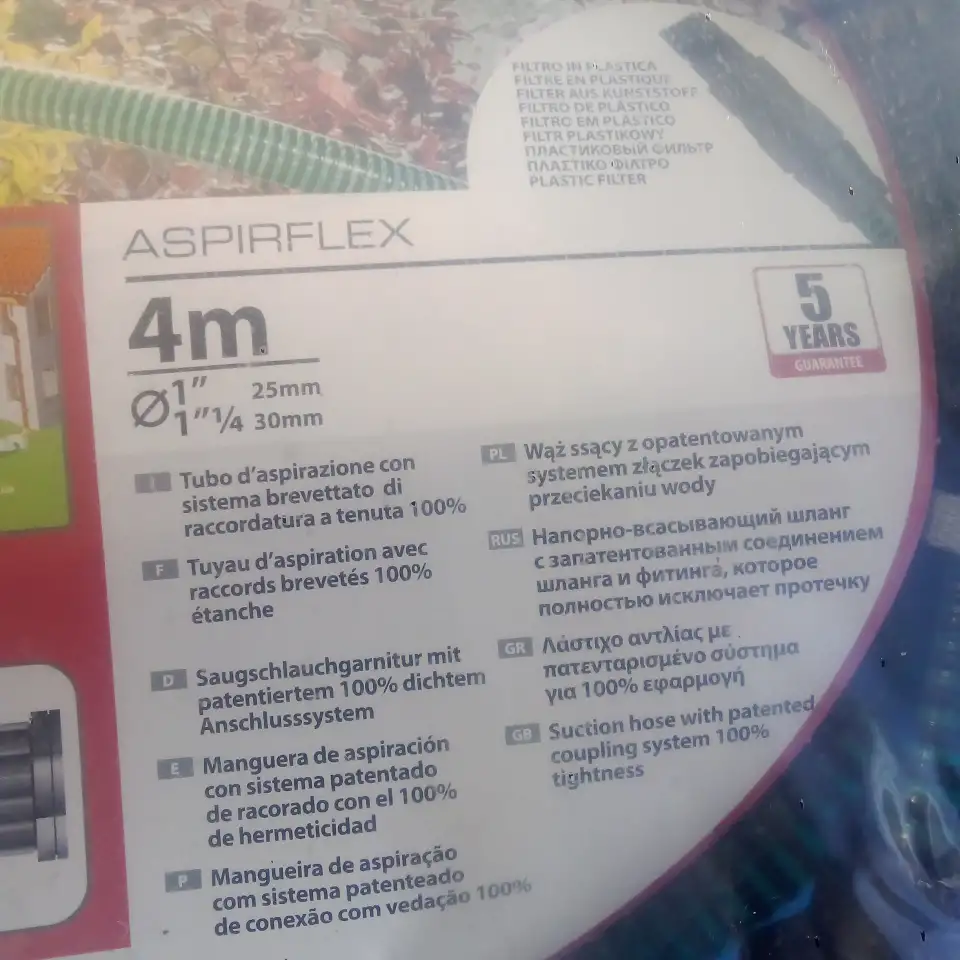 FILTRO IN PLASTICA
FILTRE EN PLASTIQUE
FILTER AUS KUNSTSTOFF
FILTRO DE PLÁSTICO
FILTRO EM PLÁSTICO
FILTR PLASTIKOWY
ПЛАСТИКОВЫЙ ФИЛЬТР
ΠΛΑΣΤΙΚΟ ΦΙΛΤΡΟ
PLASTIC FILTER
ASPIRFLEX
4m
5
YEARS
GUARANTEE
Ø 1" 25mm
1"1/4 30mm
I Tubo d'aspirazione con
sistema brevettato di
raccordatura a tenuta 100%
F Tuyau d'aspiration avec
raccords brevetés 100%
étanche
D Saugschlauchgarnitur mit
patentiertem 100% dichtem
Anschlusssystem
E Manguera de aspiración
con sistema patentado
de racorado con el 100%
de hermeticidad
P Mangueira de aspiração
com sistema patenteado
de conexão com vedação 100%
PL Wąż ssący z opatentowanym
systemem złączek zapobiegającym
przeciekaniu wody
RUS Напорно-всасывающий шланг
с запатентованным соединением
шланга и фитинга, которое
полностью исключает протечку
GR Λάστιχο αντλίας με
πατενταρισμένο σύστημα
για 100% εφαρμογή
GB Suction hose with patented
coupling system 100%
tightness